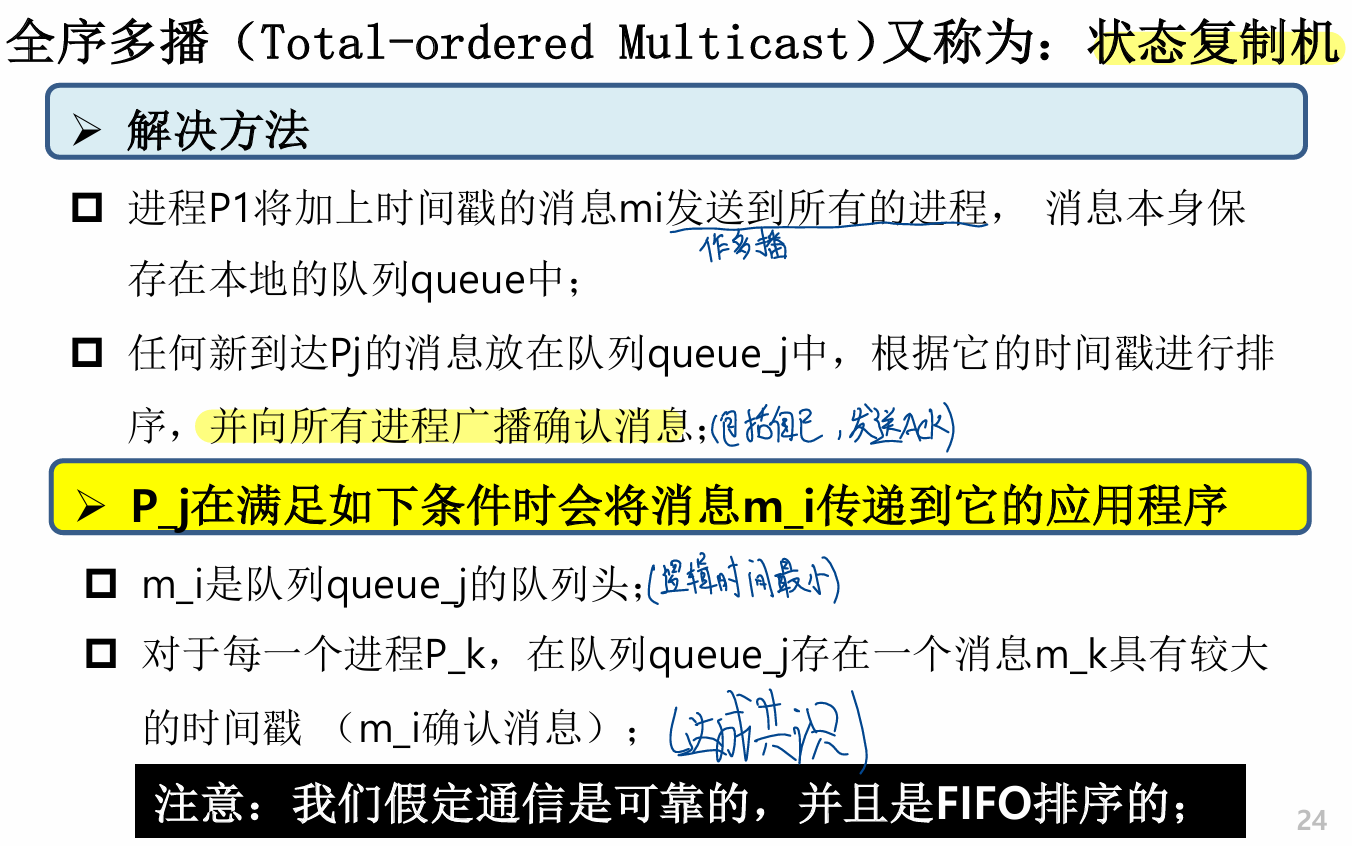 全序多播（Total-ordered Multicast）又称为：状态复制机
➢ 解决方法
进程P1将加上时间戳的消息mi发送到所有的进程， 消息本身保
作多播
存在本地的队列queue中；
任何新到达Pj的消息放在队列queue_j中，根据它的时间戳进行排
序，并向所有进程广播确认消息；(包括自己，发送Ack)
➢ P_j在满足如下条件时会将消息m_i传递到它的应用程序
m_i是队列queue_j的队列头；(逻辑时间最小)
对于每一个进程P_k，在队列queue_j存在一个消息m_k具有较大
的时间戳 （m_i确认消息）；(达成共识)
注意：我们假定通信是可靠的，并且是FIFO排序的；
24